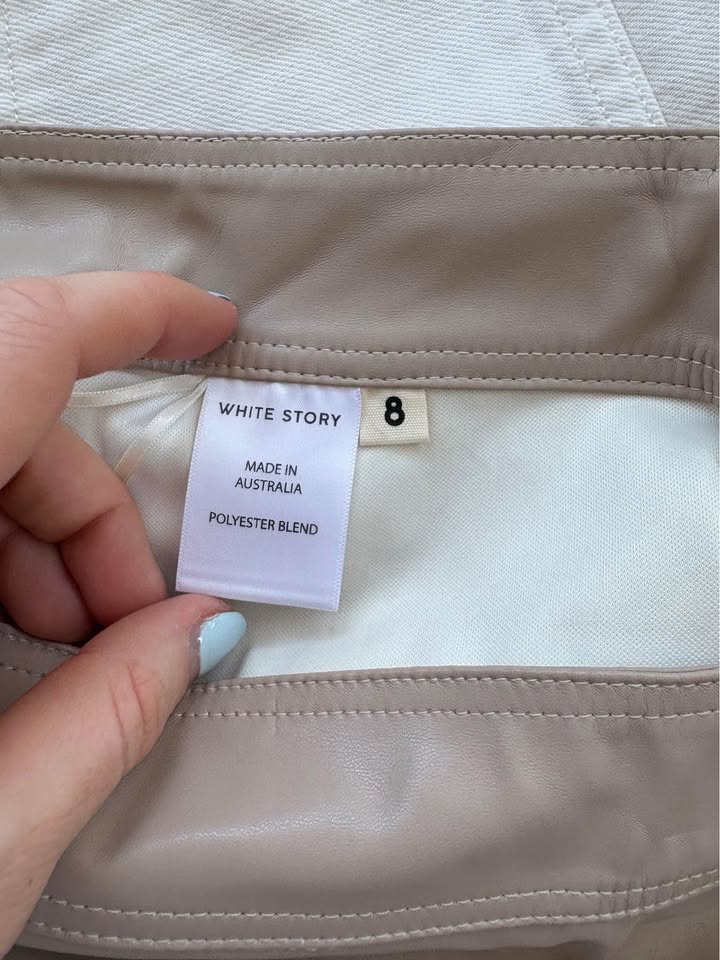 WHITE STORY
8
MADE IN
AUSTRALIA
POLYESTER BLEND